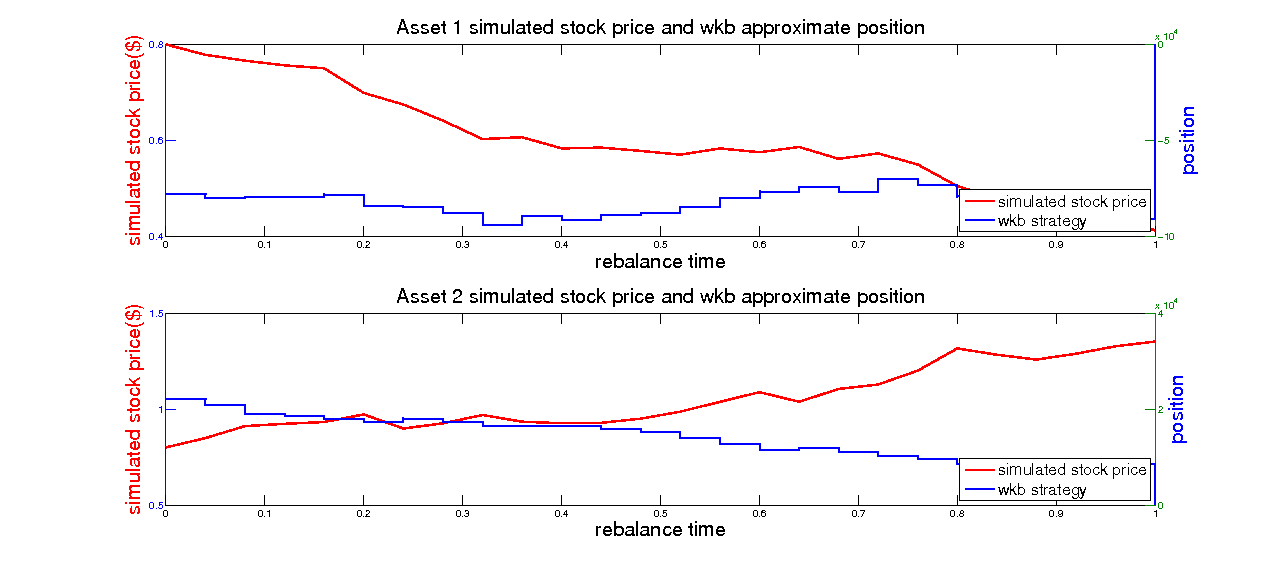 Asset 1 simulated stock price and wkb approximate position
x 10^4
simulated stock price($)
0.8
0.6
0.4
0
-5
-10
position
simulated stock price
wkb strategy
0 0.1 0.2 0.3 0.4 0.5 0.6 0.7 0.8 0.9 1
rebalance time
Asset 2 simulated stock price and wkb approximate position
x 10^4
simulated stock price($)
1.5
1
0.5
4
2
0
position
simulated stock price
wkb strategy
0 0.1 0.2 0.3 0.4 0.5 0.6 0.7 0.8 0.9 1
rebalance time